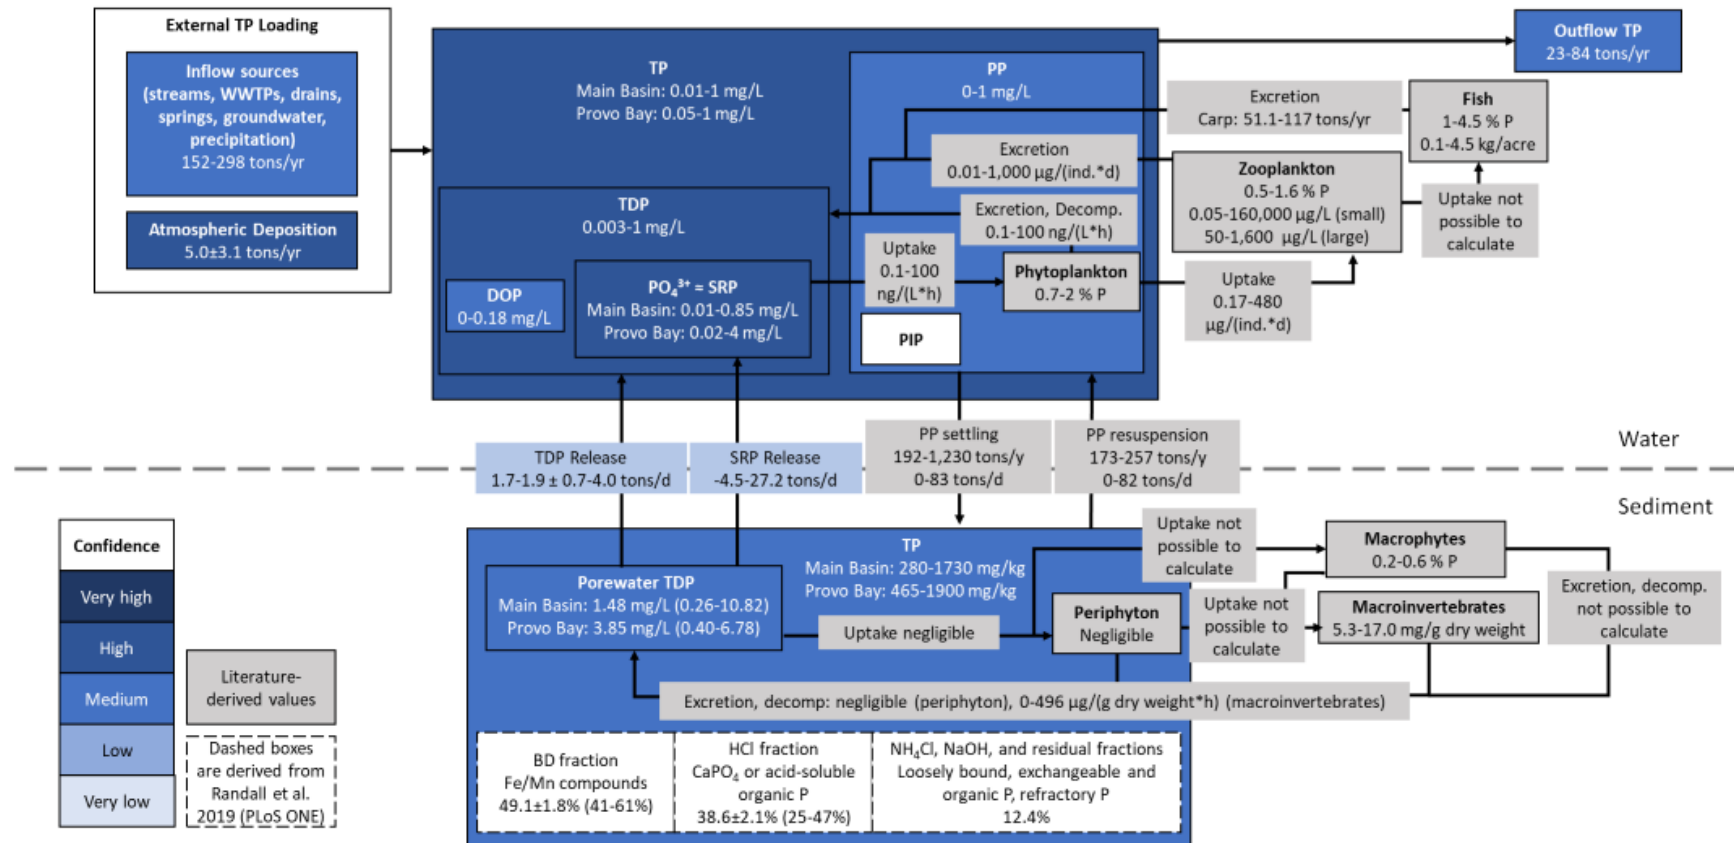 External TP Loading
Inflow sources
(streams, WWTPs, drains,
springs, groundwater,
precipitation)
152-298 tons/yr
Atmospheric Deposition
5.0±3.1 tons/yr
TP
Main Basin: 0.01-1 mg/L
Provo Bay: 0.05-1 mg/L
PP
0-1 mg/L
Outflow TP
23-84 tons/yr
Excretion
Carp: 51.1-117 tons/yr
Fish
1-4.5 % P
0.1-4.5 kg/acre
Excretion
0.01-1,000 µg/(ind.*d)
Zooplankton
0.5-1.6 % P
0.05-160,000 µg/L (small)
50-1,600 µg/L (large)
Uptake not
possible to
calculate
TDP
0.003-1 mg/L
Excretion, Decomp.
0.1-100 ng/(L*h)
Uptake
0.1-100
ng/(L*h)
Phytoplankton
0.7-2 % P
Uptake
0.17-480
µg/(ind.*d)
DOP
0-0.18 mg/L
PO₄³⁺ = SRP
Main Basin: 0.01-0.85 mg/L
Provo Bay: 0.02-4 mg/L
PIP
TDP Release
1.7-1.9 ± 0.7-4.0 tons/d
SRP Release
-4.5-27.2 tons/d
PP settling
192-1,230 tons/y
0-83 tons/d
PP resuspension
173-257 tons/y
0-82 tons/d
Water
Sediment
Confidence
Very high
High
Medium
Low
Very low
Literature-
derived values
Dashed boxes
are derived from
Randall et al.
2019 (PLoS ONE)
TP
Main Basin: 280-1730 mg/kg
Provo Bay: 465-1900 mg/kg
Porewater TDP
Main Basin: 1.48 mg/L (0.26-10.82)
Provo Bay: 3.85 mg/L (0.40-6.78)
Uptake negligible
Periphyton
Negligible
Uptake not
possible to
calculate
Uptake not
possible to
calculate
Macrophytes
0.2-0.6 % P
Macroinvertebrates
5.3-17.0 mg/g dry weight
Excretion, decomp.
not possible to
calculate
Excretion, decomp: negligible (periphyton), 0-496 µg/(g dry weight*h) (macroinvertebrates)
BD fraction
Fe/Mn compounds
49.1±1.8% (41-61%)
HCl fraction
CaPO₄ or acid-soluble
organic P
38.6±2.1% (25-47%)
NH₄Cl, NaOH, and residual fractions
Loosely bound, exchangeable and
organic P, refractory P
12.4%